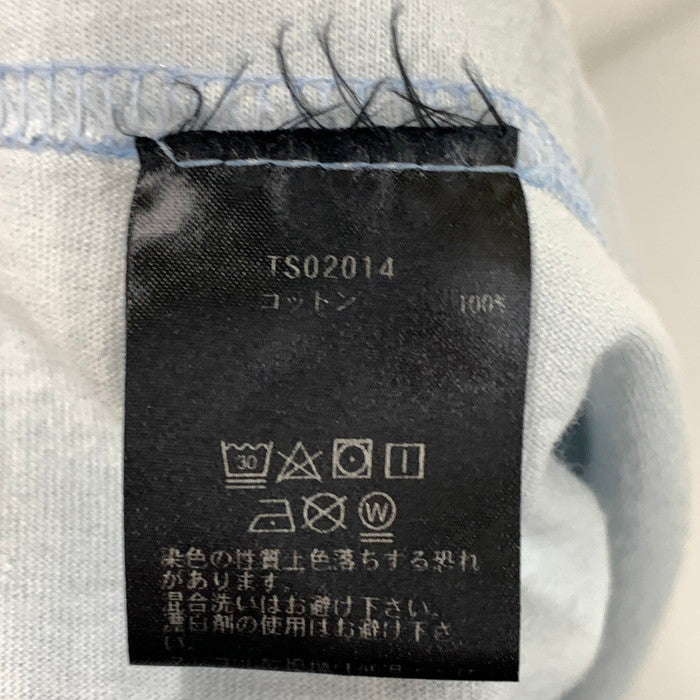 TS02014
コットン 100%
30
W
染色の性質上色落ちする恐れ
があります.
混合洗いはお避け下さい.
漂白剤の使用はお避け下さ
い.